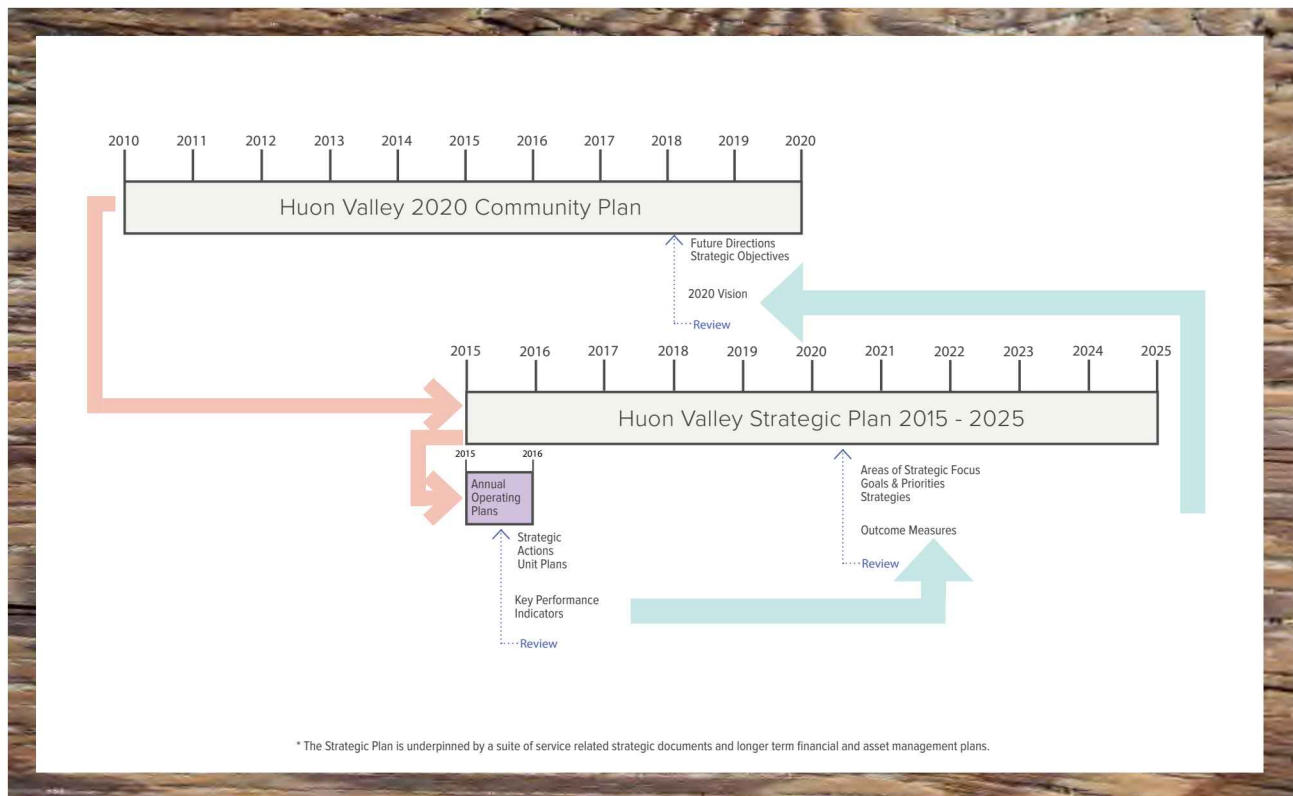 2010 2011 2012 2013 2014 2015 2016 2017 2018 2019 2020
Huon Valley 2020 Community Plan
Future Directions
Strategic Objectives
2020 Vision
Review
2015 2016 2017 2018 2019 2020 2021 2022 2023 2024 2025
Huon Valley Strategic Plan 2015 - 2025
2015 2016
Annual
Operating
Plans
Strategic
Actions
Unit Plans
Key Performance
Indicators
Review
Areas of Strategic Focus
Goals & Priorities
Strategies
Outcome Measures
Review
* The Strategic Plan is underpinned by a suite of service related strategic documents and longer term financial and asset management plans.